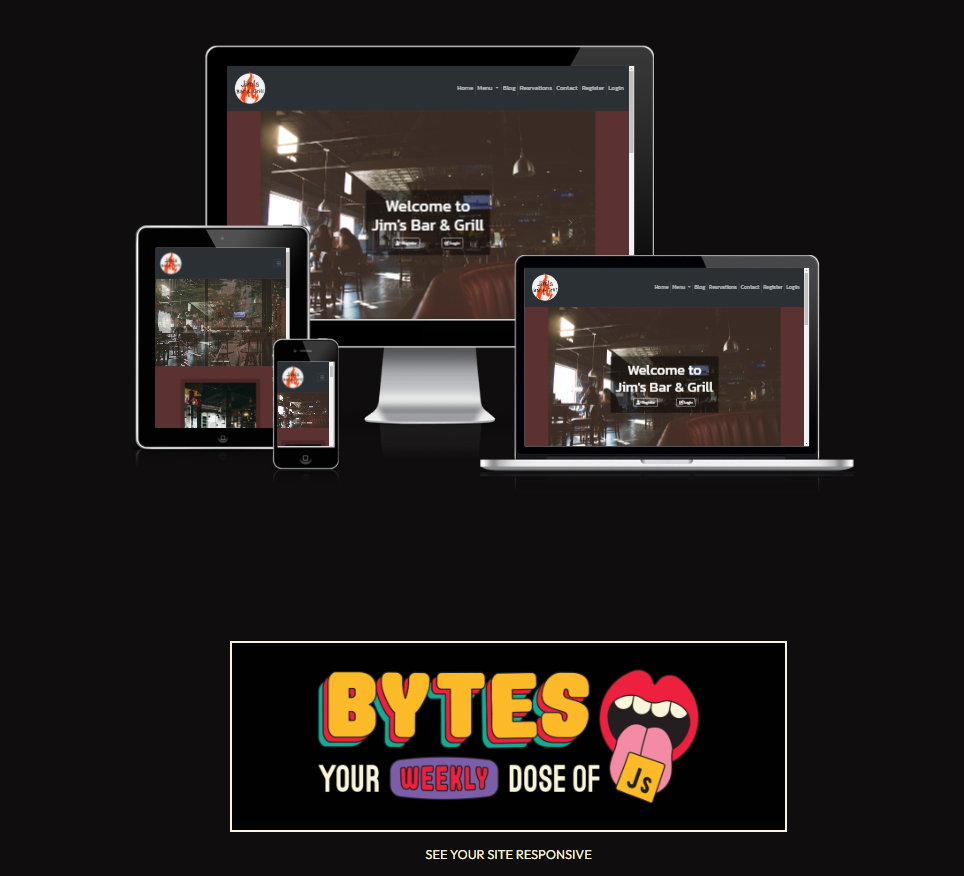 Jim's
Bar & Grill
Home Menu Blog Reservations Contact Register Login
Welcome to
Jim's Bar & Grill
Register Login
Home Menu Blog Reservations Contact Register Login
Welcome to
Jim's Bar & Grill
Register Login
BYTES
YOUR WEEKLY DOSE OF
Js
SEE YOUR SITE RESPONSIVE